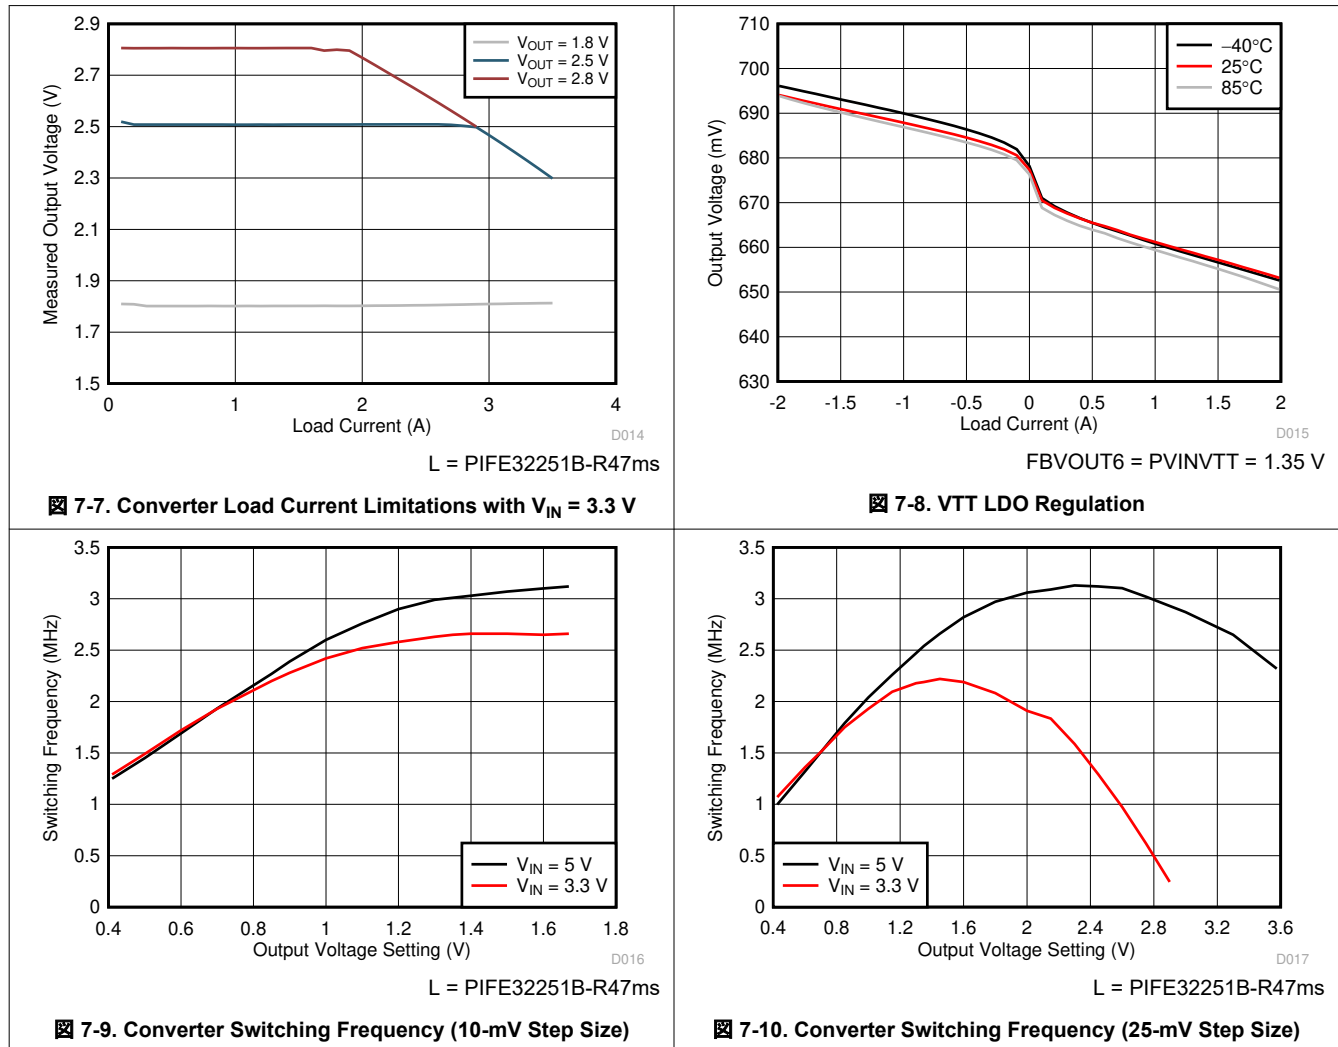 2.9
2.7
2.5
2.3
2.1
1.9
1.7
1.5
0 1 2 3 4
Measured Output Voltage (V)
Load Current (A)
VOUT = 1.8 V
VOUT = 2.5 V
VOUT = 2.8 V
D014
L = PIFE32251B-R47ms
図 7-7. Converter Load Current Limitations with VIN = 3.3 V
710
700
690
680
670
660
650
640
630
-2 -1.5 -1 -0.5 0 0.5 1 1.5 2
Output Voltage (mV)
Load Current (A)
–40°C
25°C
85°C
D015
FBVOUT6 = PVINVTT = 1.35 V
図 7-8. VTT LDO Regulation
3.5
3
2.5
2
1.5
1
0.5
0
0.4 0.6 0.8 1 1.2 1.4 1.6 1.8
Switching Frequency (MHz)
Output Voltage Setting (V)
VIN = 5 V
VIN = 3.3 V
D016
L = PIFE32251B-R47ms
図 7-9. Converter Switching Frequency (10-mV Step Size)
3.5
3
2.5
2
1.5
1
0.5
0
0.4 0.8 1.2 1.6 2 2.4 2.8 3.2 3.6
Switching Frequency (MHz)
Output Voltage Setting (V)
VIN = 5 V
VIN = 3.3 V
D017
L = PIFE32251B-R47ms
図 7-10. Converter Switching Frequency (25-mV Step Size)